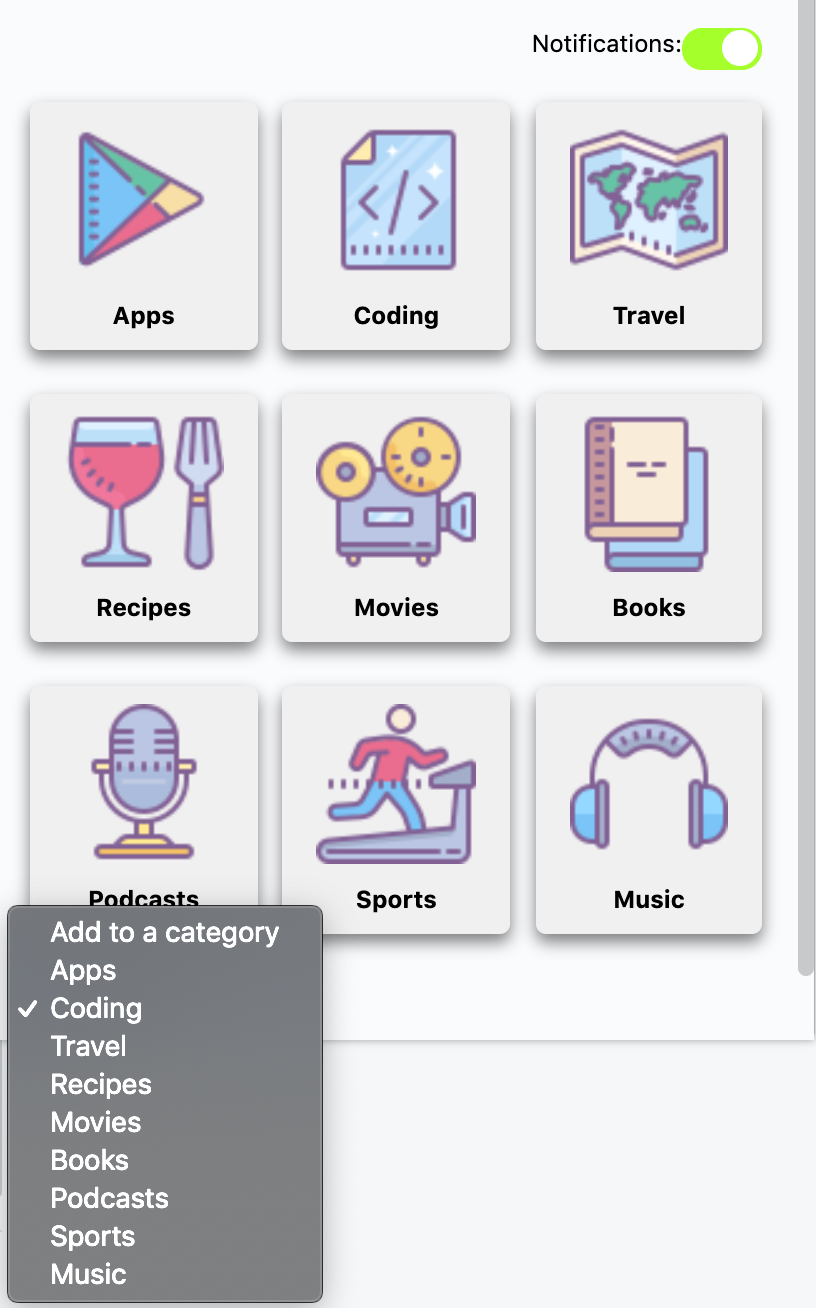 Notifications:
Apps
Coding
Travel
Recipes
Movies
Books
Podcasts
Sports
Music
Add to a category
Apps
✓ Coding
Travel
Recipes
Movies
Books
Podcasts
Sports
Music